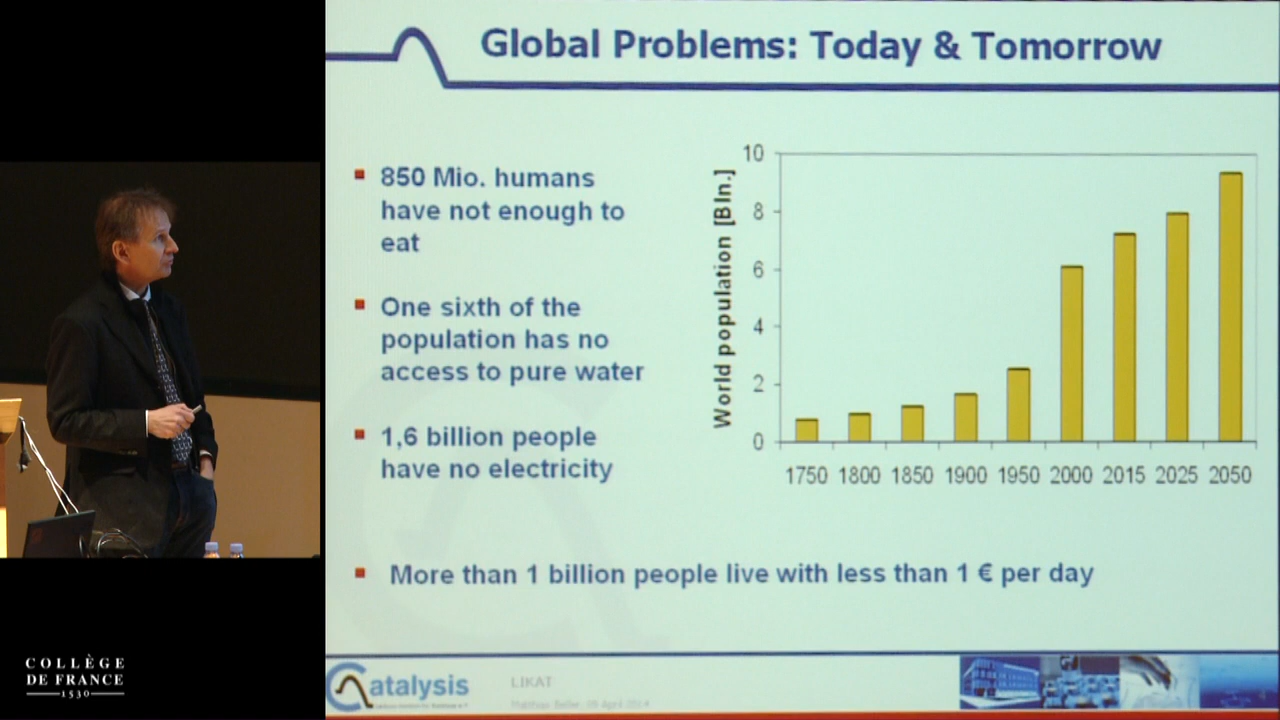 Global Problems: Today & Tomorrow
850 Mio. humans
have not enough to
eat
One sixth of the
population has no
access to pure water
1,6 billion people
have no electricity
World population [Bln.]
10
8
6
4
2
0
1750 1800 1850 1900 1950 2000 2015 2025 2050
More than 1 billion people live with less than 1 € per day
Catalysis
LIKAT
COLLÈGE
DE FRANCE
1530